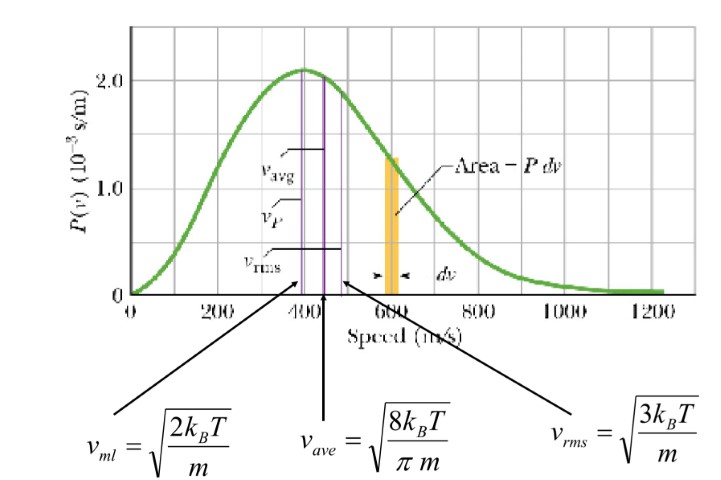 2.0
1.0
0
P(v) (10⁻³ s/m)
v_avg
v_P
v_rms
Area = P dv
dv
0 200 400 600 800 1000 1200
Speed (m/s)
v_ml = √(2k_BT/m)
v_ave = √(8k_BT/π m)
v_rms = √(3k_BT/m)